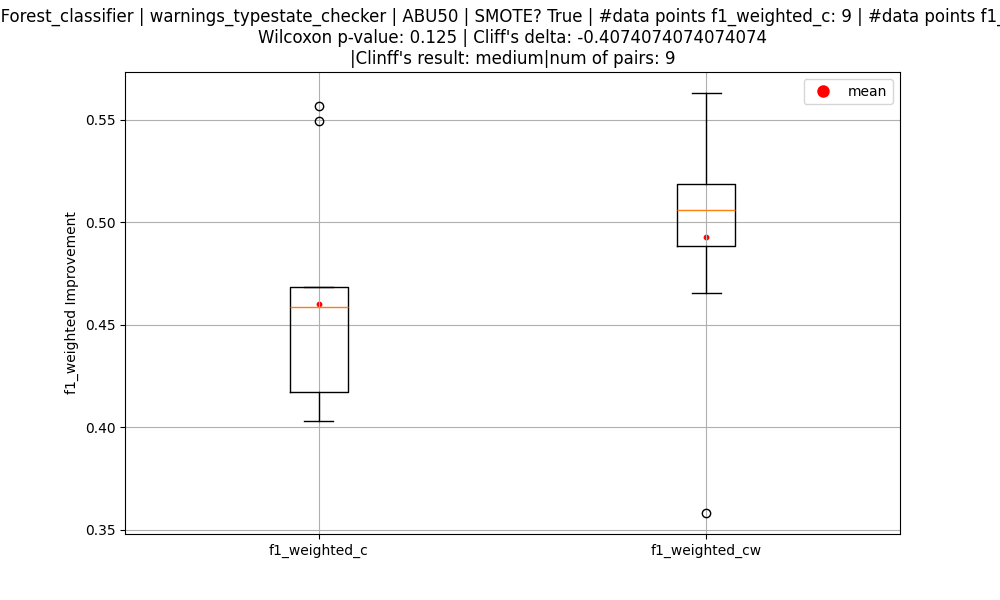 Forest_classifier | warnings_typestate_checker | ABU50 | SMOTE? True | #data points f1_weighted_c: 9 | #data points f1_
Wilcoxon p-value: 0.125 | Cliff's delta: -0.4074074074074074
|Clinff's result: medium|num of pairs: 9
mean
0.55
0.50
0.45
0.40
0.35
f1_weighted Improvement
f1_weighted_c
f1_weighted_cw